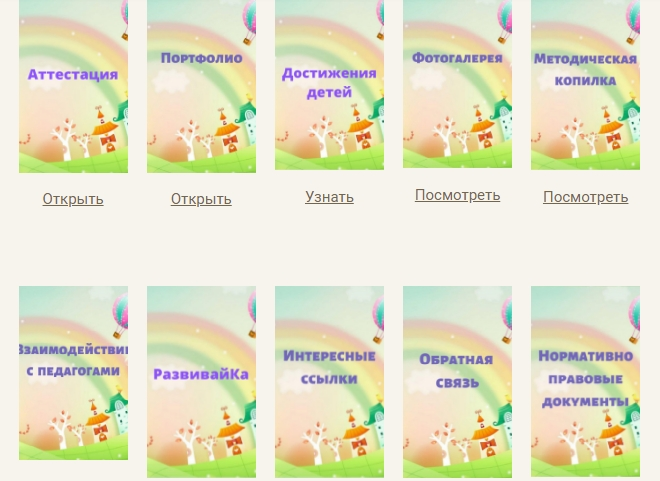 Аттестация
Портфолио
Достижения
детей
Фотогалерея
Методическая
копилка
Открыть
Открыть
Узнать
Посмотреть
Посмотреть
Взаимодействи
с педагогами
РазвивайКа
Интересные
ссылки
Обратная
связь
Нормативно
правовые
документы